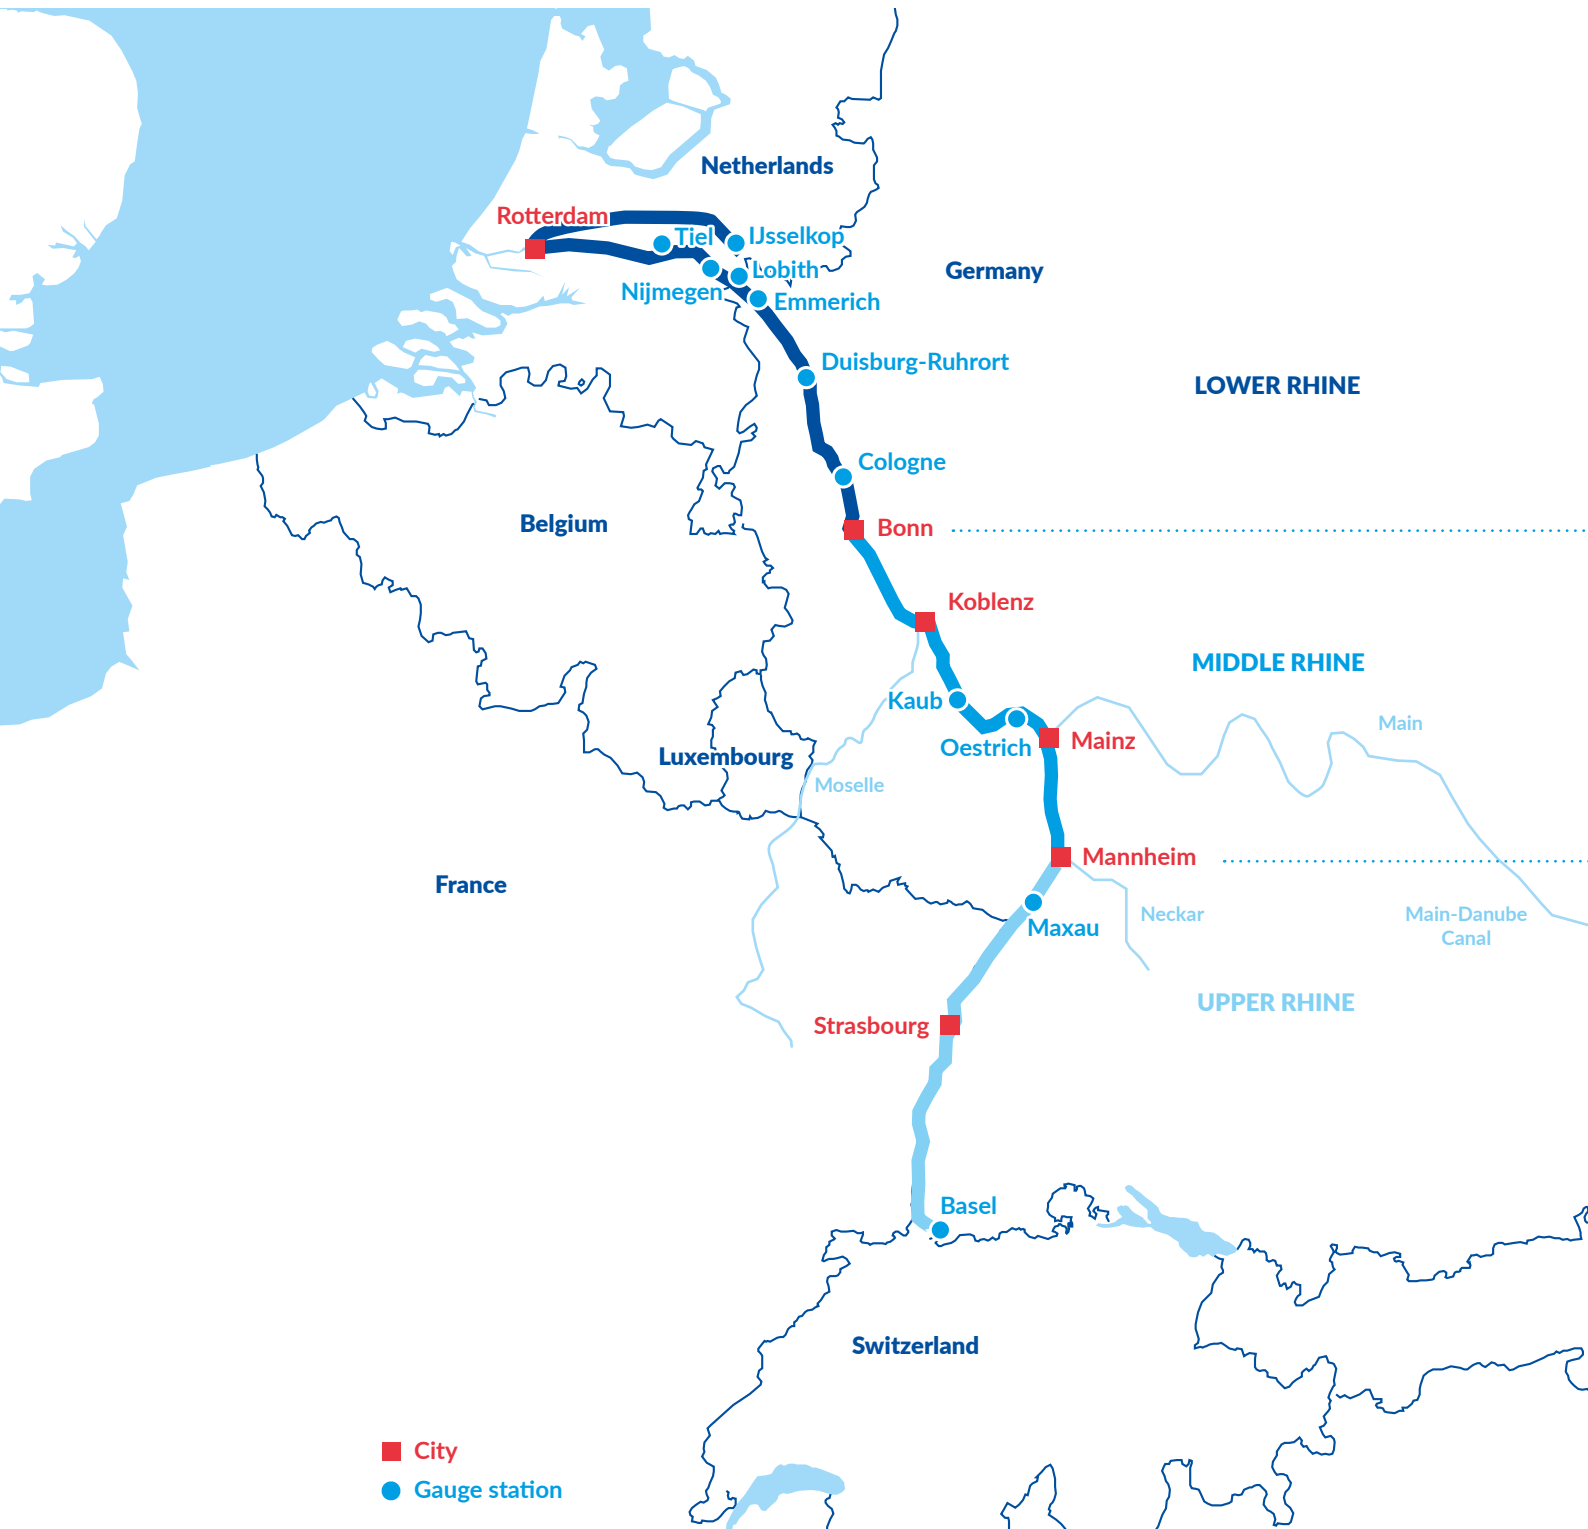 Netherlands
Rotterdam
Tiel
IJsselkop
Lobith
Germany
Nijmegen
Emmerich
Duisburg-Ruhrort
LOWER RHINE
Cologne
Belgium
Bonn
Koblenz
MIDDLE RHINE
Kaub
Main
Oestrich
Mainz
Luxembourg
Moselle
Mannheim
France
Neckar
Main-Danube
Canal
Maxau
UPPER RHINE
Strasbourg
Basel
Switzerland
City
Gauge station